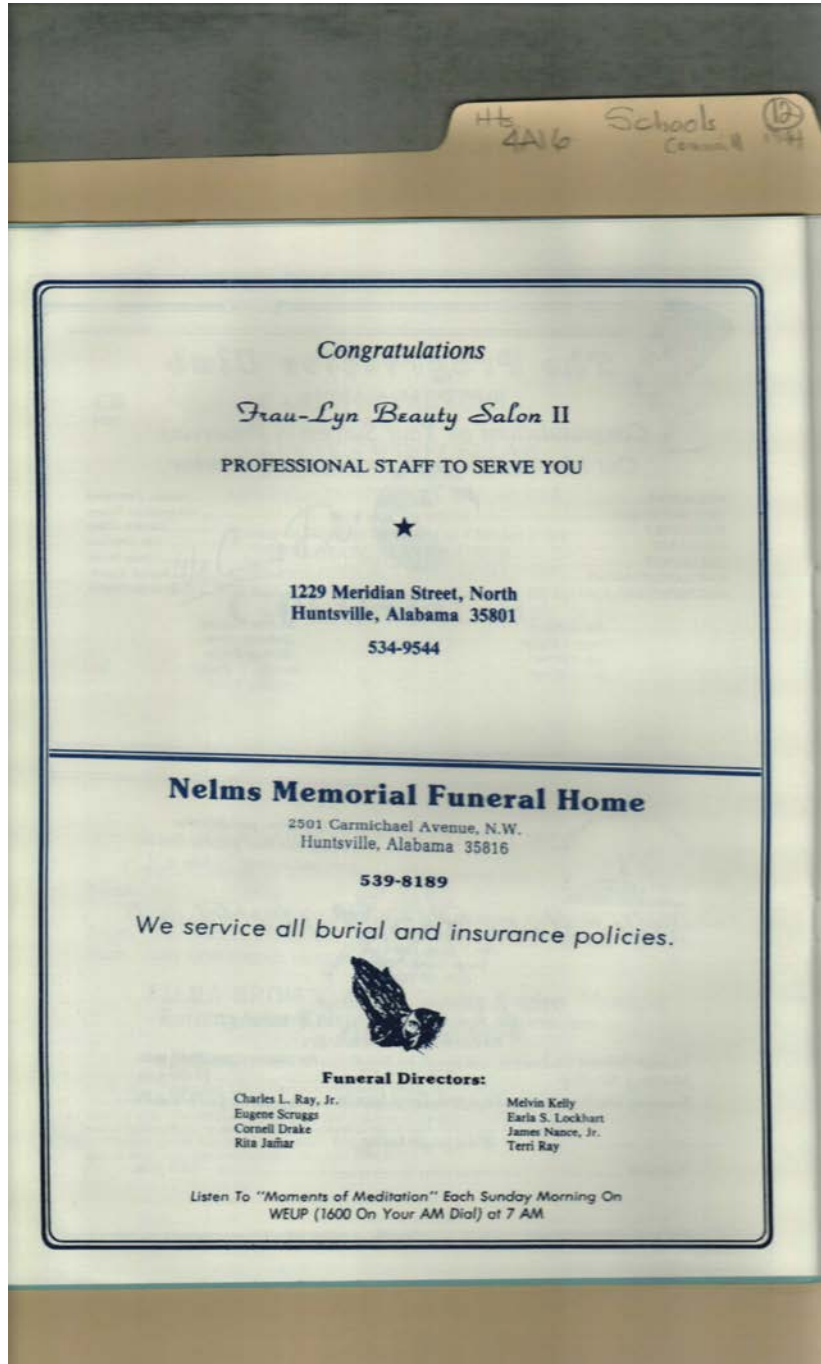 Hts Schools 12
4A16
Congratulations
Frau-Lyn Beauty Salon II
PROFESSIONAL STAFF TO SERVE YOU
1229 Meridian Street, North
Huntsville, Alabama 35801
534-9544
Nelms Memorial Funeral Home
2501 Carmichael Avenue, N.W.
Huntsville, Alabama 35816
539-8189
We service all burial and insurance policies.
Funeral Directors:
Charles L. Ray, Jr.
Eugene Scruggs
Cornell Drake
Rita Jamar
Melvin Kelly
Earla S. Lockhart
James Nance, Jr.
Terri Ray
Listen To "Moments of Meditation" Each Sunday Morning On
WEUP (1600 On Your AM Dial) at 7 AM